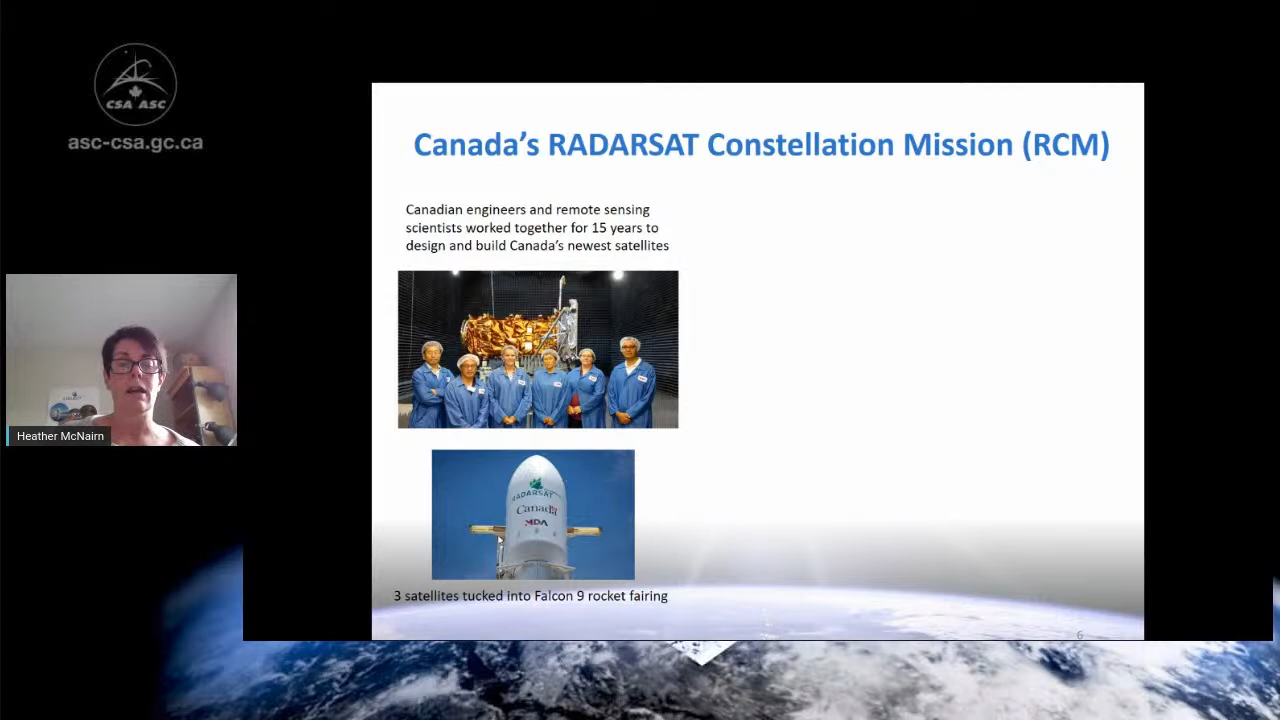 CSA ASC
asc-csa.gc.ca
Canada's RADARSAT Constellation Mission (RCM)
Canadian engineers and remote sensing
scientists worked together for 15 years to
design and build Canada's newest satellites
Heather McNairn
RADARSAT
Canada
MDA
3 satellites tucked into Falcon 9 rocket fairing
6